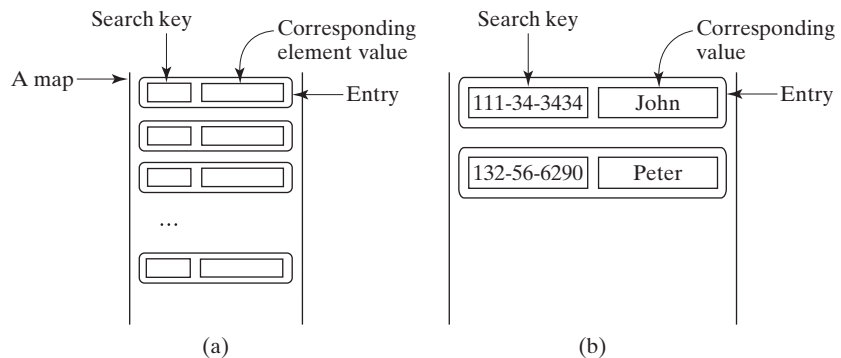 Search key
Corresponding
element value
A map
Entry
...
(a)
Search key
Corresponding
value
111-34-3434 John
Entry
132-56-6290 Peter
(b)